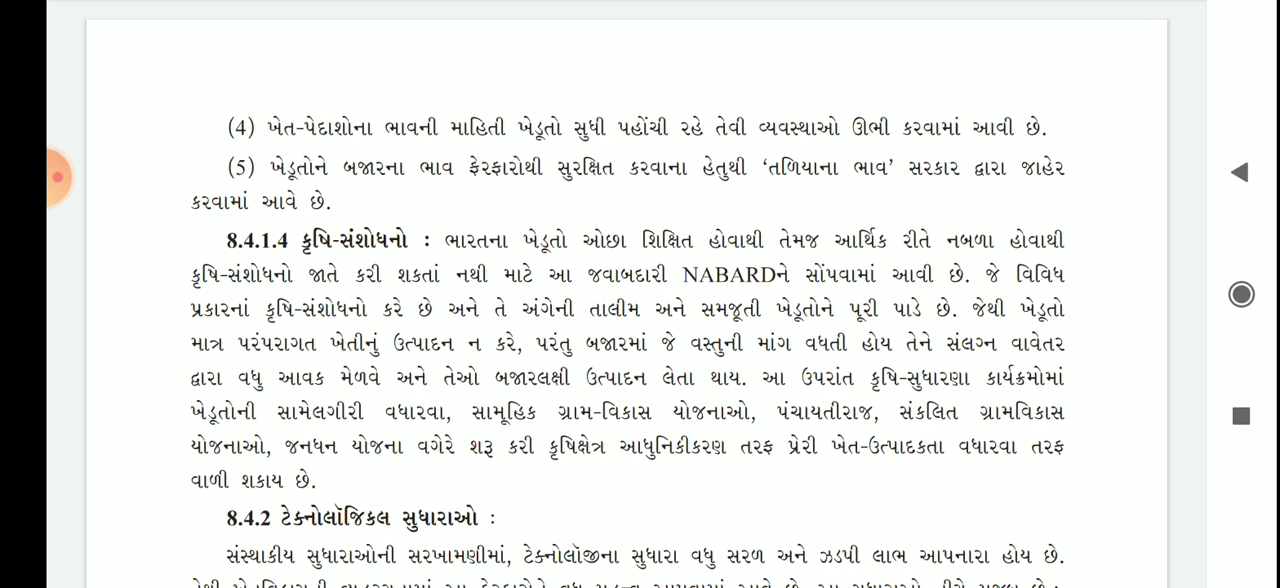 (4) ખેત-પેદાશોના ભાવની માહિતી ખેડૂતો સુધી પહોંચી રહે તેવી વ્યવસ્થાઓ ઊભી કરવામાં આવી છે.
(5) ખેડૂતોને બજારના ભાવ ફેરફારોથી સુરક્ષિત કરવાના હેતુથી ‘તળિયાના ભાવ’ સરકાર દ્વારા જાહેર
કરવામાં આવે છે.
8.4.1.4 કૃષિ-સંશોધનો : ભારતના ખેડૂતો ઓછા શિક્ષિત હોવાથી તેમજ આર્થિક રીતે નબળા હોવાથી
કૃષિ-સંશોધનો જાતે કરી શકતાં નથી માટે આ જવાબદારી NABARDને સોંપવામાં આવી છે. જે વિવિધ
પ્રકારનાં કૃષિ-સંશોધનો કરે છે અને તે અંગેની તાલીમ અને સમજૂતી ખેડૂતોને પૂરી પાડે છે. જેથી ખેડૂતો
માત્ર પરંપરાગત ખેતીનું ઉત્પાદન ન કરે, પરંતુ બજારમાં જે વસ્તુની માંગ વધતી હોય તેને સંલગ્ન વાવેતર
દ્વારા વધુ આવક મેળવે અને તેઓ બજારલક્ષી ઉત્પાદન લેતા થાય. આ ઉપરાંત કૃષિ-સુધારણા કાર્યક્રમોમાં
ખેડૂતોની સામેલગીરી વધારવા, સામૂહિક ગ્રામ-વિકાસ યોજનાઓ, પંચાયતીરાજ, સંકલિત ગ્રામવિકાસ
યોજનાઓ, જનધન યોજના વગેરે શરૂ કરી કૃષિક્ષેત્ર આધુનિકીકરણ તરફ પ્રેરી ખેત-ઉત્પાદકતા વધારવા તરફ
વાળી શકાય છે.
8.4.2 ટેક્નોલૉજિકલ સુધારાઓ :
સંસ્થાકીય સુધારાઓની સરખામણીમાં, ટેક્નોલૉજીના સુધારા વધુ સરળ અને ઝડપી લાભ આપનારા હોય છે.